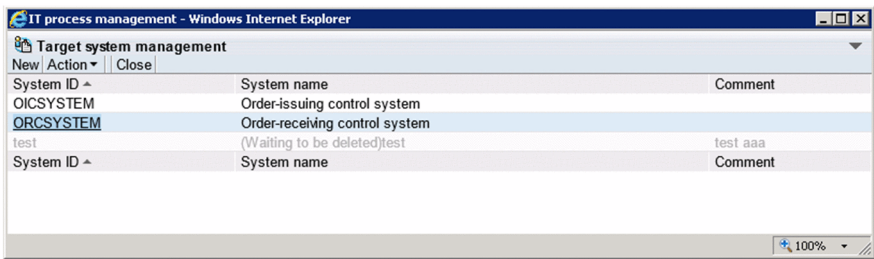 IT process management - Windows Internet Explorer
Target system management
New Action Close
System ID System name Comment
OICSYSTEM Order-issuing control system
ORCSYSTEM Order-receiving control system
test (Waiting to be deleted)test test aaa
System ID System name Comment
100%